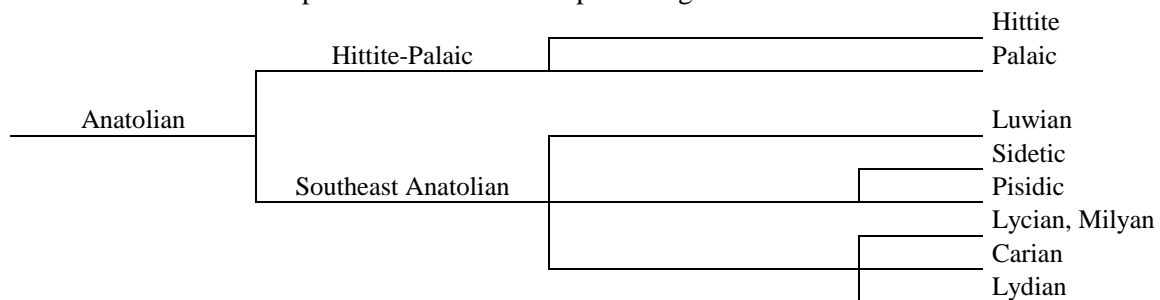 Hittite
Hittite-Palaic
Palaic
Anatolian
Luwian
Sidetic
Southeast Anatolian
Pisidic
Lycian, Milyan
Carian
Lydian